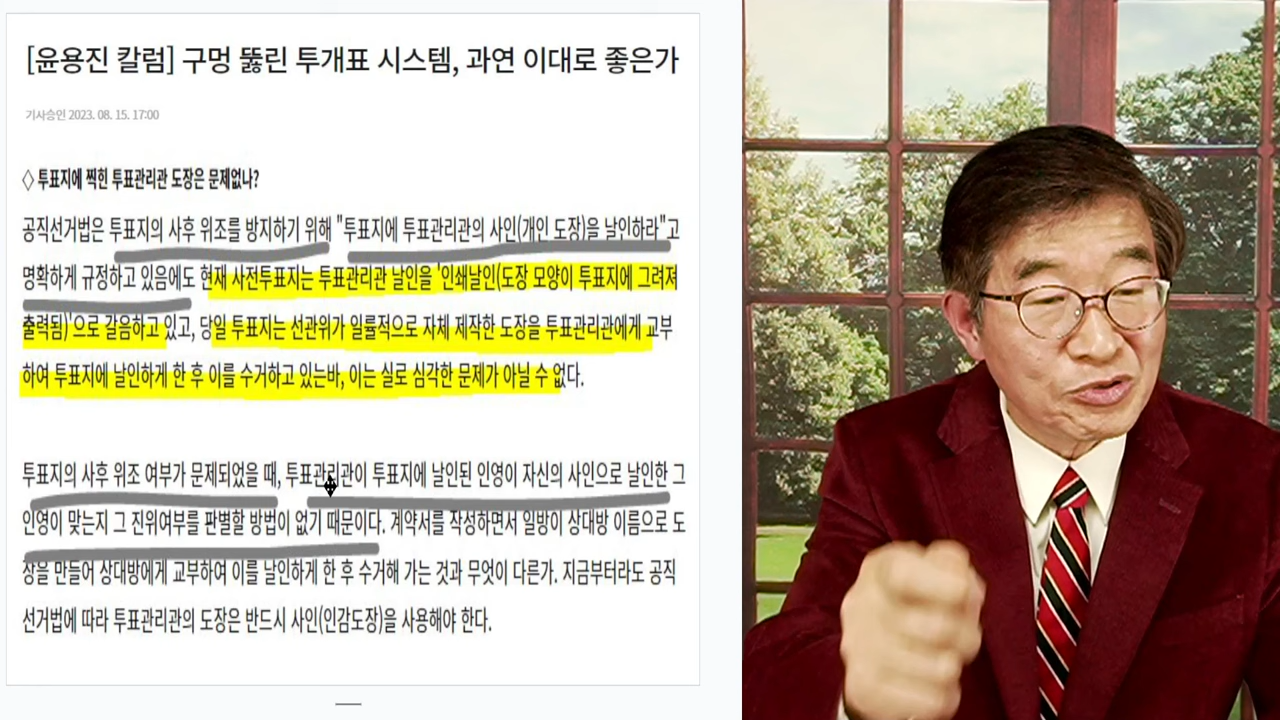 [윤용진 칼럼] 구멍 뚫린 투개표 시스템, 과연 이대로 좋은가
기사승인 2023. 08. 15. 17:00
◇ 투표지에 찍힌 투표관리관 도장은 문제없나?
공직선거법은 투표지의 사후 위조를 방지하기 위해 "투표지에 투표관리관의 사인(개인 도장)을 날인하라"고
명확하게 규정하고 있음에도 현재 사전투표지는 투표관리관 날인을 '인쇄날인(도장 모양이 투표지에 그려져
출력됨)'으로 갈음하고 있고, 당일 투표지는 선관위가 일률적으로 자체 제작한 도장을 투표관리관에게 교부
하여 투표지에 날인하게 한 후 이를 수거하고 있는바, 이는 실로 심각한 문제가 아닐 수 없다.
투표지의 사후 위조 여부가 문제되었을 때, 투표관리관이 투표지에 날인된 인영이 자신의 사인으로 날인한 그
인영이 맞는지 그 진위여부를 판별할 방법이 없기 때문이다. 계약서를 작성하면서 일방이 상대방 이름으로 도
장을 만들어 상대방에게 교부하여 이를 날인하게 한 후 수거해 가는 것과 무엇이 다른가. 지금부터라도 공직
선거법에 따라 투표관리관의 도장은 반드시 사인(인감도장)을 사용해야 한다.